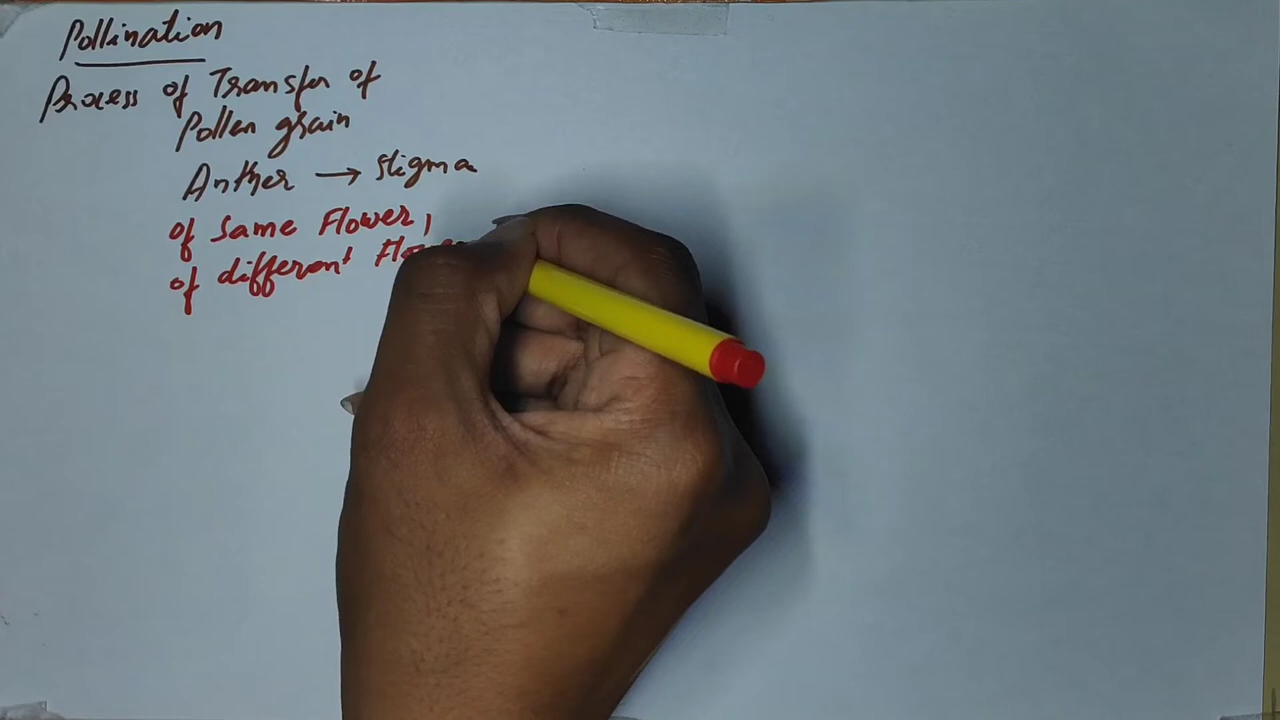 Pollination
Process of Transfer of
Pollen grain
Anther → Stigma
of same Flower,
of different